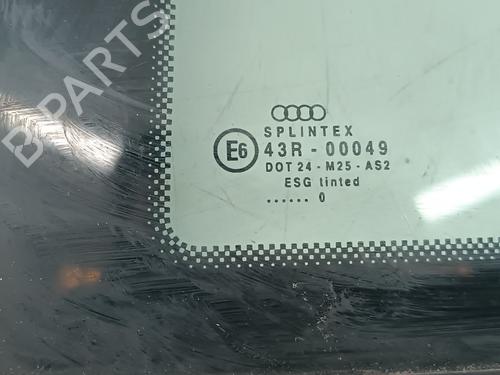 B PARTS
SPLINTEX
E6 43R - 00049
DOT 24 - M25 - AS2
ESG tinted
...... 0